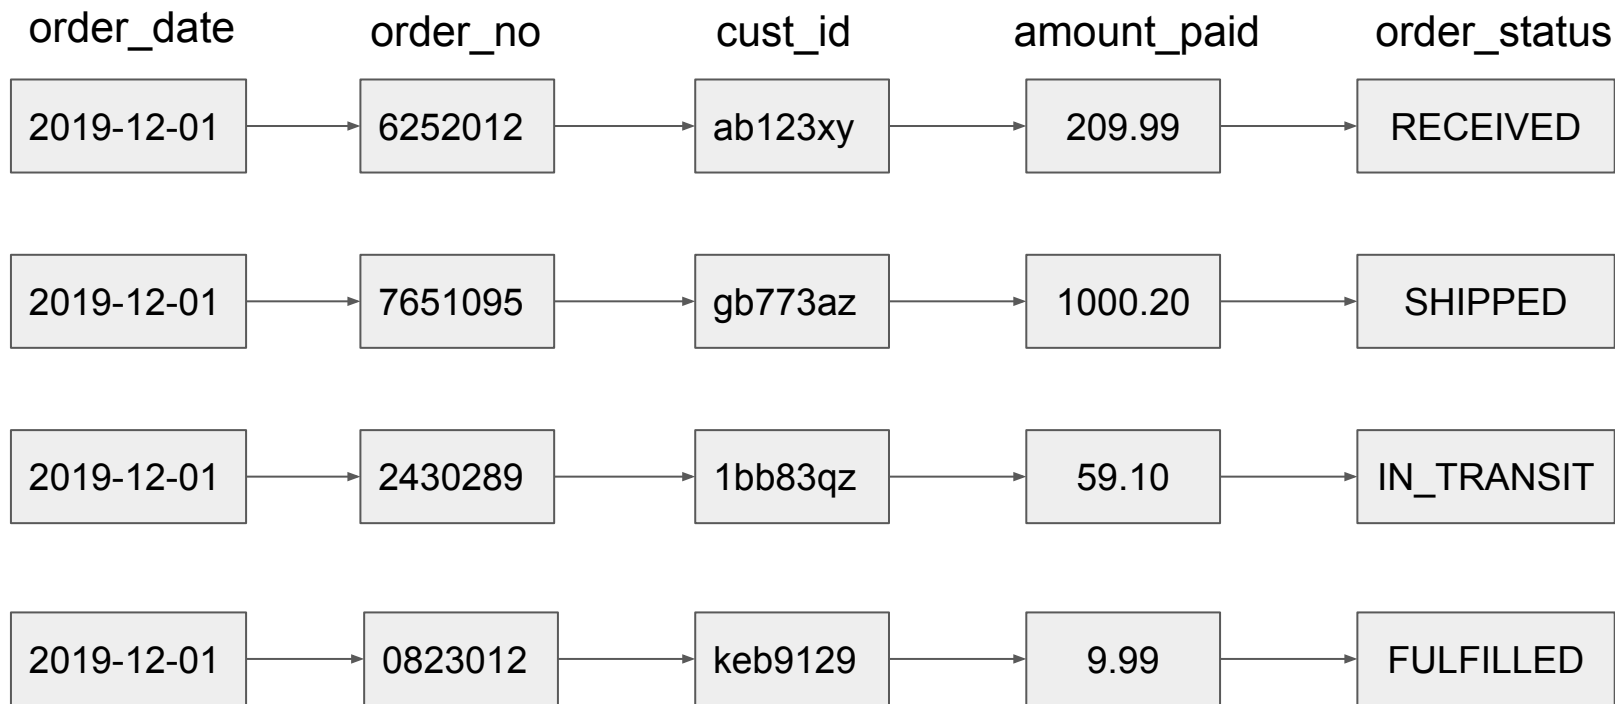 order_date order_no cust_id amount_paid order_status
2019-12-01 6252012 ab123xy 209.99 RECEIVED
2019-12-01 7651095 gb773az 1000.20 SHIPPED
2019-12-01 2430289 1bb83qz 59.10 IN_TRANSIT
2019-12-01 0823012 keb9129 9.99 FULFILLED